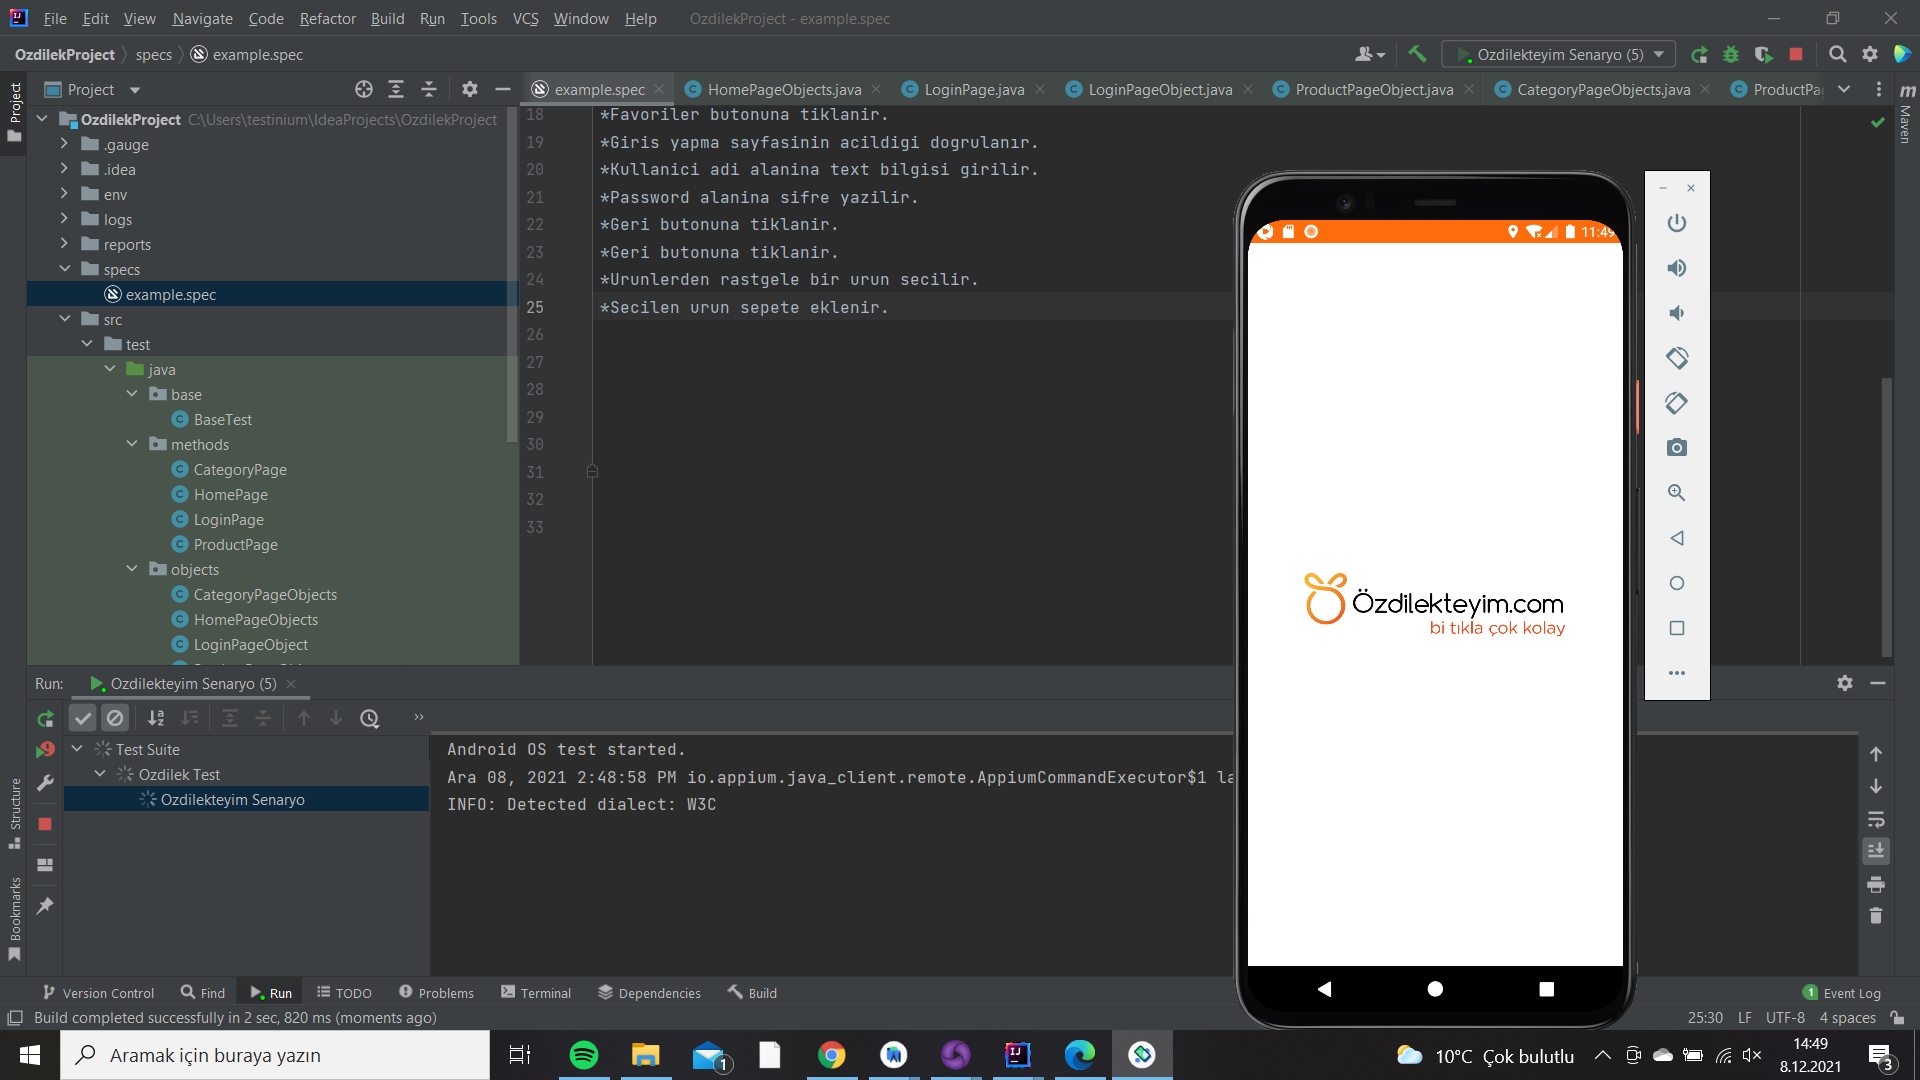 File Edit View Navigate Code Refactor Build Run Tools VCS Window Help OzdilekProject - example.spec
OzdilekProject specs example.spec
Ozdilekteyim Senaryo (5)
Project
example.spec HomePageObjects.java LoginPage.java LoginPageObject.java ProductPageObject.java CategoryPageObjects.java
Project
Maven
OzdilekProject C:\Users\testinium\IdeaProjects\OzdilekProject
.gauge
.idea
env
logs
reports
specs
example.spec
src
test
java
base
BaseTest
methods
CategoryPage
HomePage
LoginPage
ProductPage
objects
CategoryPageObjects
HomePageObjects
LoginPageObject
18 *Favoriler butonuna tiklanir.
19 *Giris yapma sayfasinin acildigi dogrulanır.
20 *Kullanici adi alanina text bilgisi girilir.
21 *Password alanina sifre yazilir.
22 *Geri butonuna tiklanir.
23 *Geri butonuna tiklanir.
24 *Urunlerden rastgele bir urun secilir.
25 *Secilen urun sepete eklenir.
26
27
28
29
30
31
32
33
11:49
Özdilekteyim.com
bi tıkla çok kolay
Run: Ozdilekteyim Senaryo (5)
Test Suite
Ozdilek Test
Ozdilekteyim Senaryo
Android OS test started.
Ara 08, 2021 2:48:58 PM io.appium.java_client.remote.AppiumCommandExecutor$1 la
INFO: Detected dialect: W3C
Structure
Bookmarks
Version Control Find Run TODO Problems Terminal Dependencies Build
1 Event Log
Build completed successfully in 2 sec, 820 ms (moments ago)
25:30 LF UTF-8 4 spaces
Aramak için buraya yazın
1
10°C Çok bulutlu
14:49
8.12.2021
3